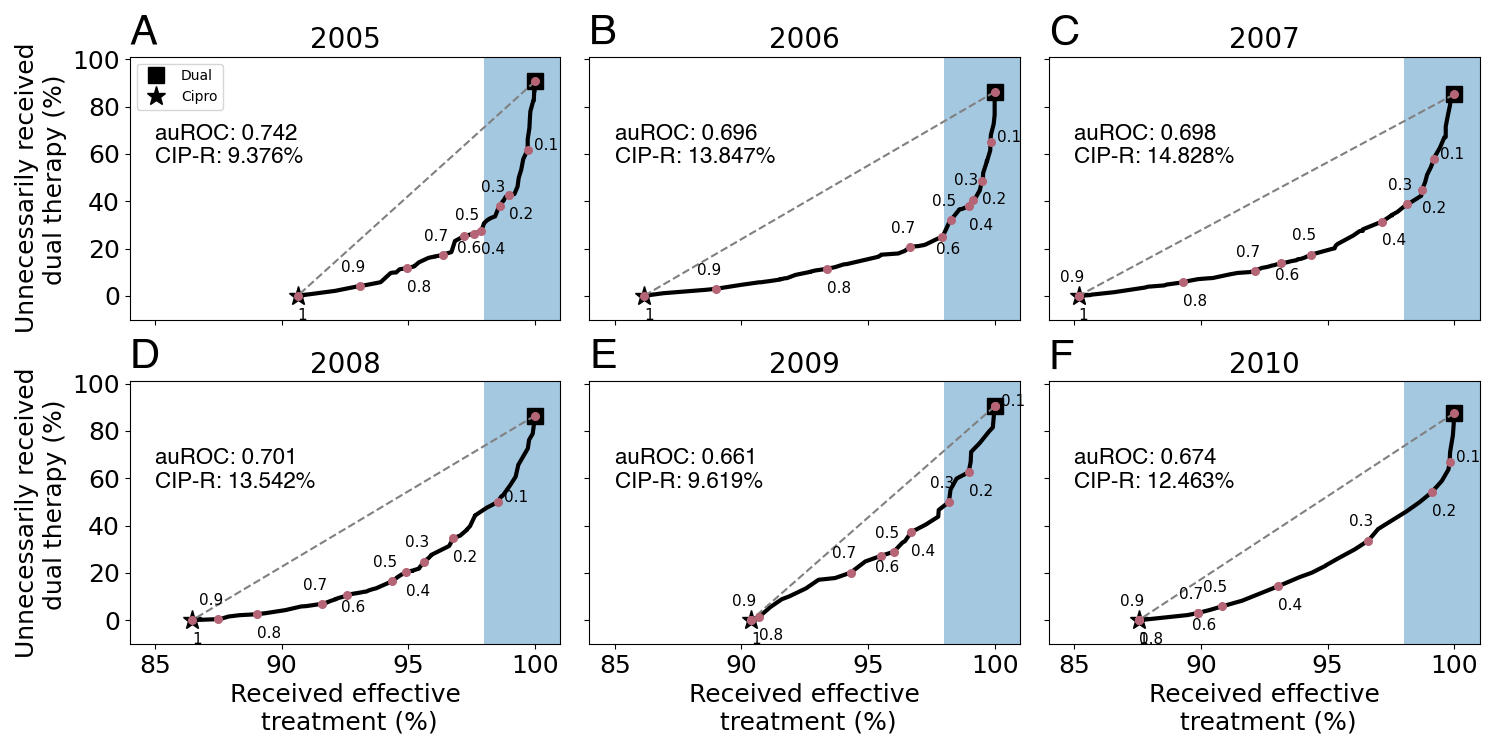 A
2005
B
2006
C
2007
Unnecessarily received
dual therapy (%)
100
80
60
40
20
0
Dual
Cipro
auROC: 0.742
CIP-R: 9.376%
0.1
0.3
0.2
0.5
0.4
0.7
0.6
0.9
0.8
1
auROC: 0.696
CIP-R: 13.847%
0.1
0.3
0.2
0.5
0.4
0.7
0.6
0.9
0.8
1
auROC: 0.698
CIP-R: 14.828%
0.1
0.3
0.2
0.5
0.4
0.7
0.6
0.9
0.8
1
D
2008
E
2009
F
2010
Unnecessarily received
dual therapy (%)
100
80
60
40
20
0
auROC: 0.701
CIP-R: 13.542%
0.1
0.3
0.2
0.5
0.4
0.7
0.6
0.9
0.8
1
auROC: 0.661
CIP-R: 9.619%
0.1
0.3
0.2
0.5
0.4
0.7
0.6
0.9
0.8
1
auROC: 0.674
CIP-R: 12.463%
0.1
0.2
0.3
0.4
0.5
0.7
0.6
0.9
0.8
1
85 90 95 100
85 90 95 100
85 90 95 100
Received effective
treatment (%)
Received effective
treatment (%)
Received effective
treatment (%)